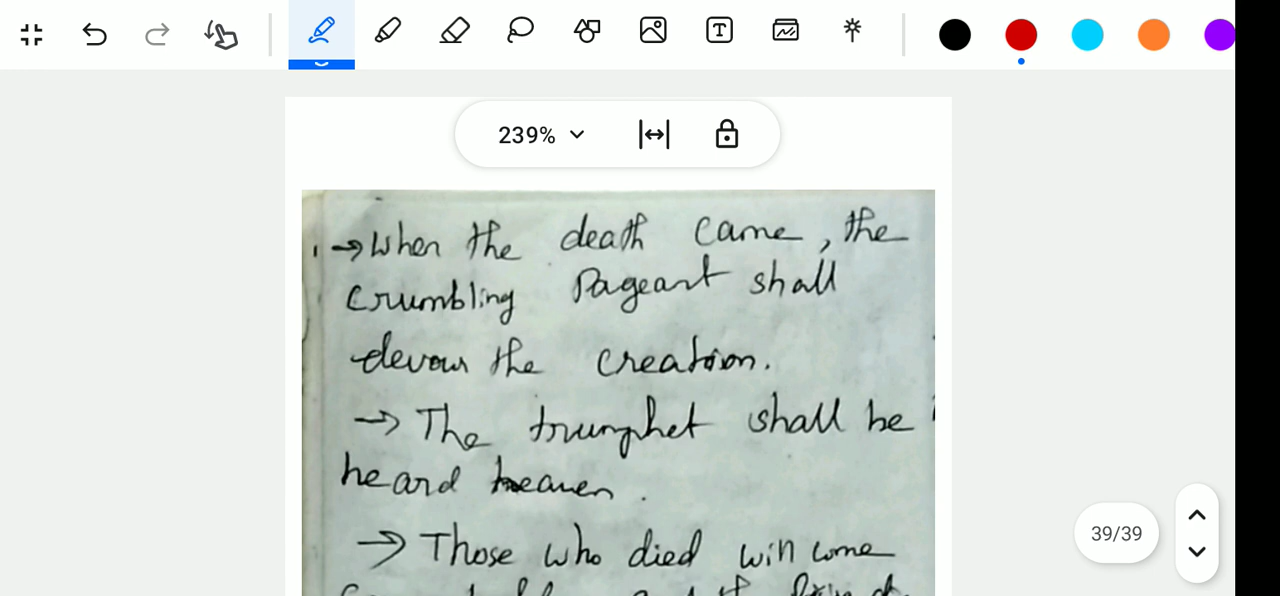 239%
→ When the death came, the
Crumbling Pageant shall
devour the creation.
→ The trumphet shall be
heard heaven.
→ Those who died will come
39/39